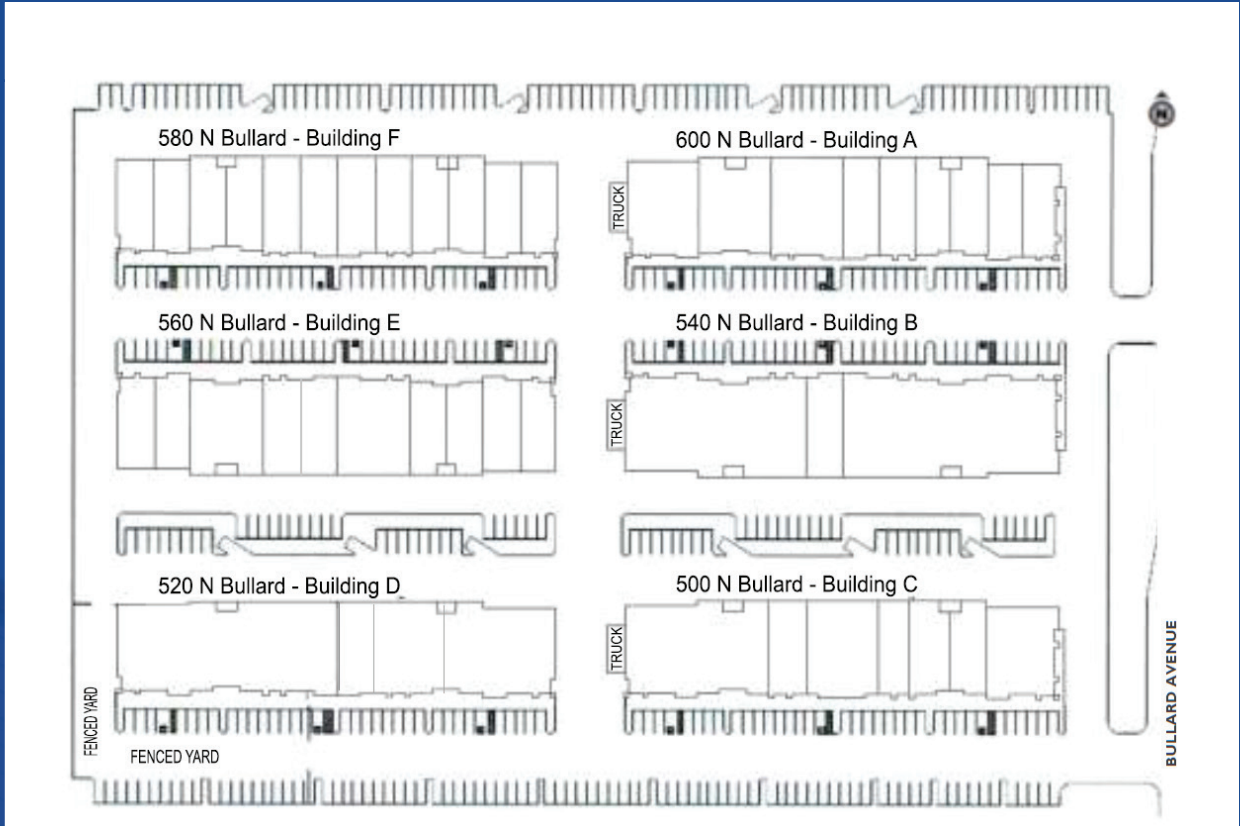 N
580 N Bullard - Building F
600 N Bullard - Building A
TRUCK
560 N Bullard - Building E
540 N Bullard - Building B
TRUCK
520 N Bullard - Building D
500 N Bullard - Building C
TRUCK
BULLARD AVENUE
FENCED YARD
FENCED YARD